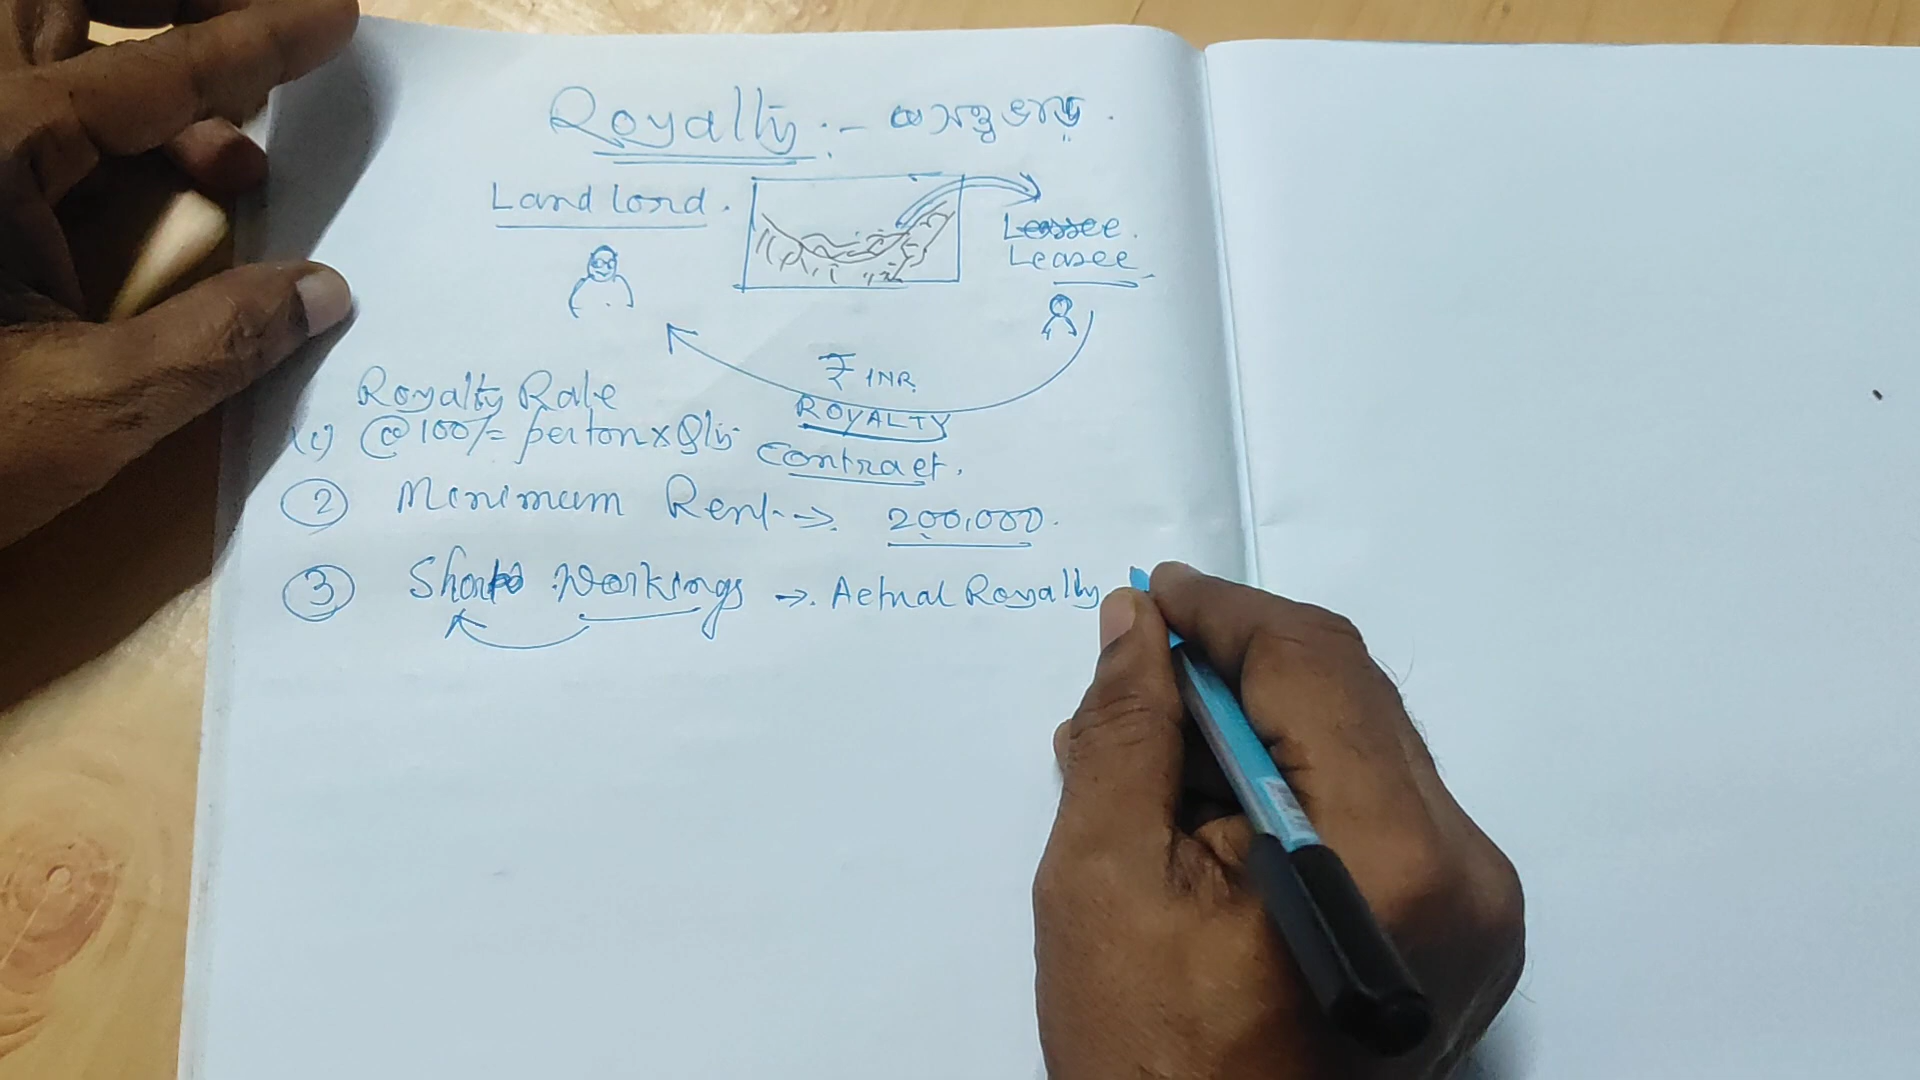 Royalty :-
Land lord.
Leasee.
₹ INR.
ROYALTY
Contract.
Royalty Rate
(1) @ 100/= per ton x Qty
② Minimum Rent → 200,000.
③ Short Workings → Actual Royalty